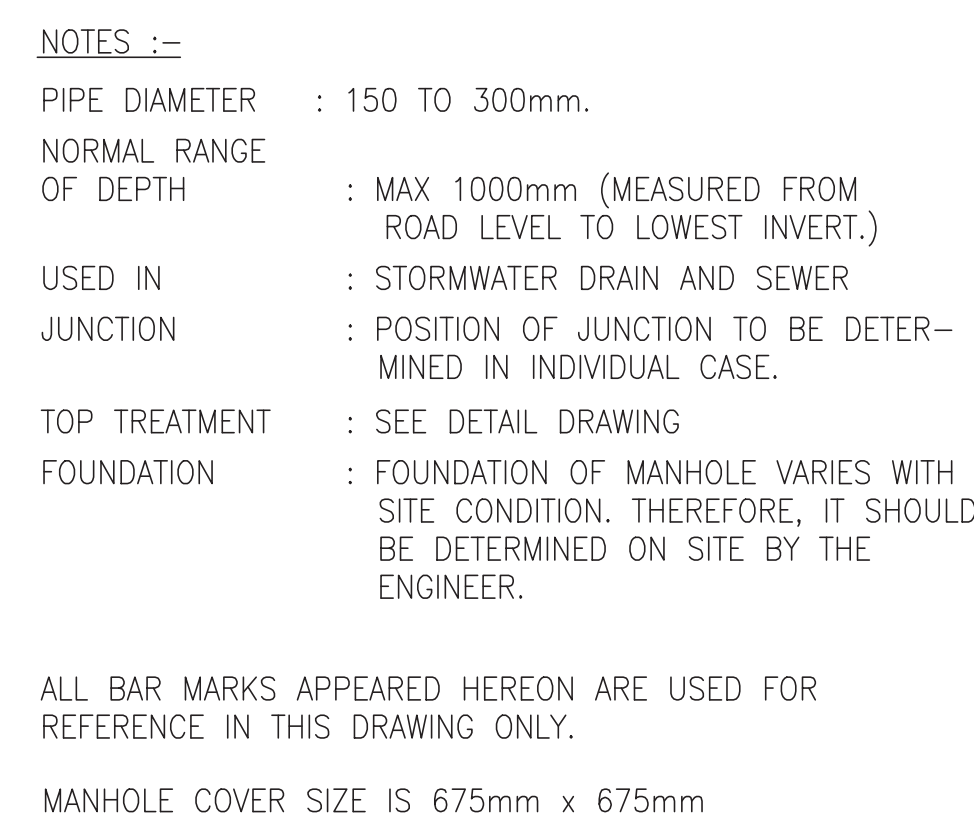 NOTES :–
PIPE DIAMETER : 150 TO 300mm.
NORMAL RANGE
OF DEPTH : MAX 1000mm (MEASURED FROM
ROAD LEVEL TO LOWEST INVERT.)
USED IN : STORMWATER DRAIN AND SEWER
JUNCTION : POSITION OF JUNCTION TO BE DETER–
MINED IN INDIVIDUAL CASE.
TOP TREATMENT : SEE DETAIL DRAWING
FOUNDATION : FOUNDATION OF MANHOLE VARIES WITH
SITE CONDITION. THEREFORE, IT SHOULD
BE DETERMINED ON SITE BY THE
ENGINEER.
ALL BAR MARKS APPEARED HEREON ARE USED FOR
REFERENCE IN THIS DRAWING ONLY.
MANHOLE COVER SIZE IS 675mm x 675mm